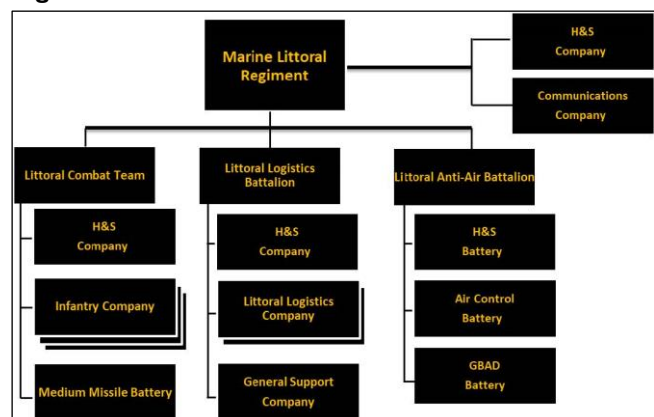 Marine Littoral
Regiment
H&S
Company
Communications
Company
Littoral Combat Team
H&S
Company
Infantry Company
Medium Missile Battery
Littoral Logistics
Battalion
H&S
Company
Littoral Logistics
Company
General Support
Company
Littoral Anti-Air Battalion
H&S
Battery
Air Control
Battery
GBAD
Battery